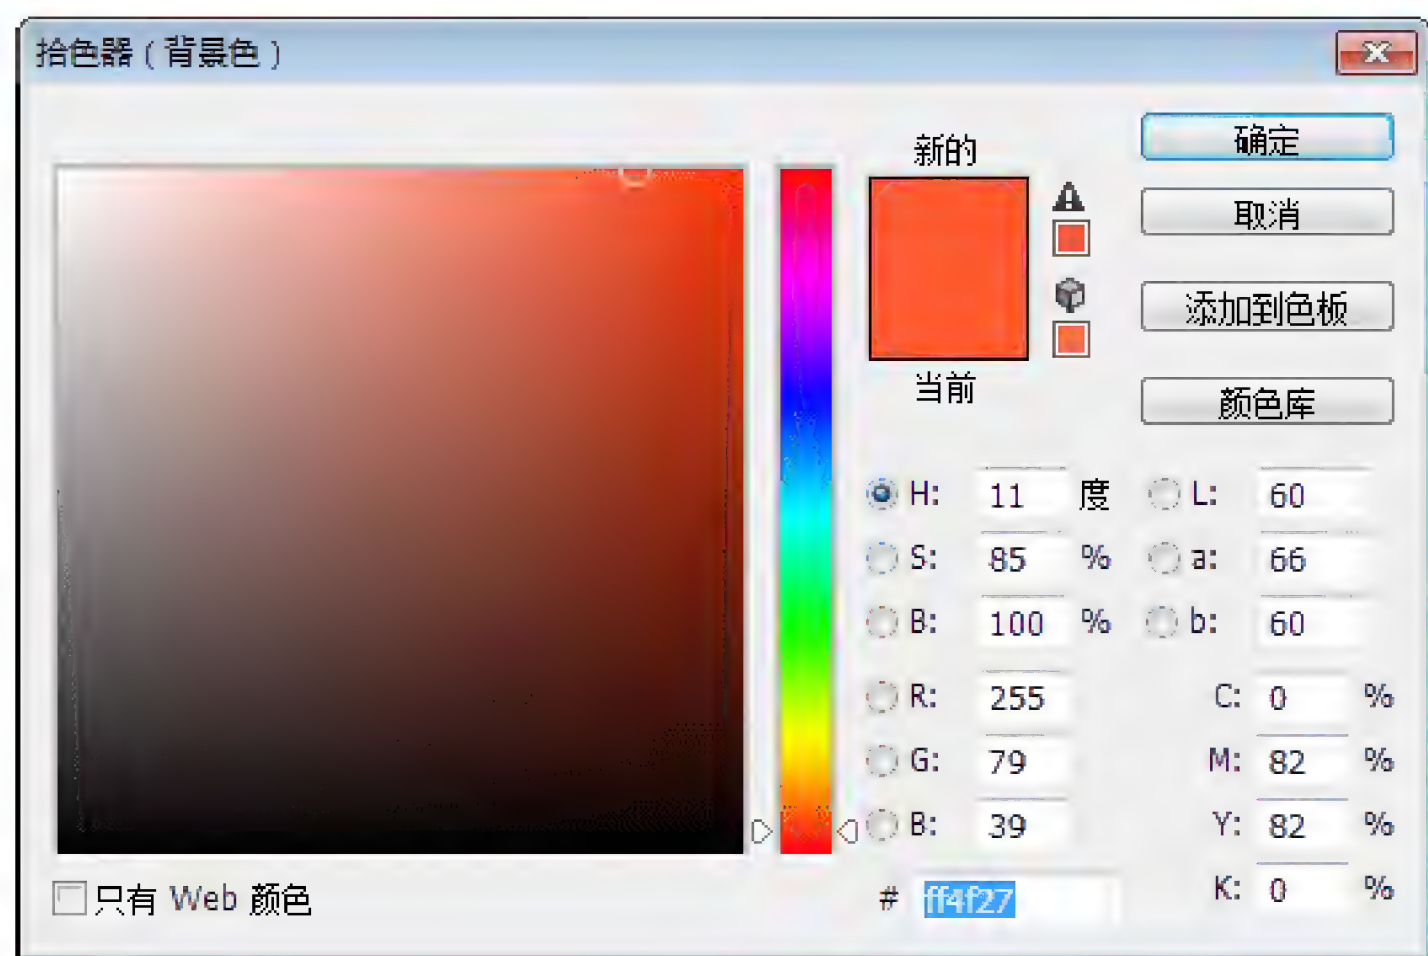 拾色器（背景色）
新的
当前
确定
取消
添加到色板
颜色库
H: 11 度 L: 60
S: 85 % a: 66
B: 100 % b: 60
R: 255 C: 0 %
G: 79 M: 82 %
B: 39 Y: 82 %
# ff4f27 K: 0 %
只有 Web 颜色